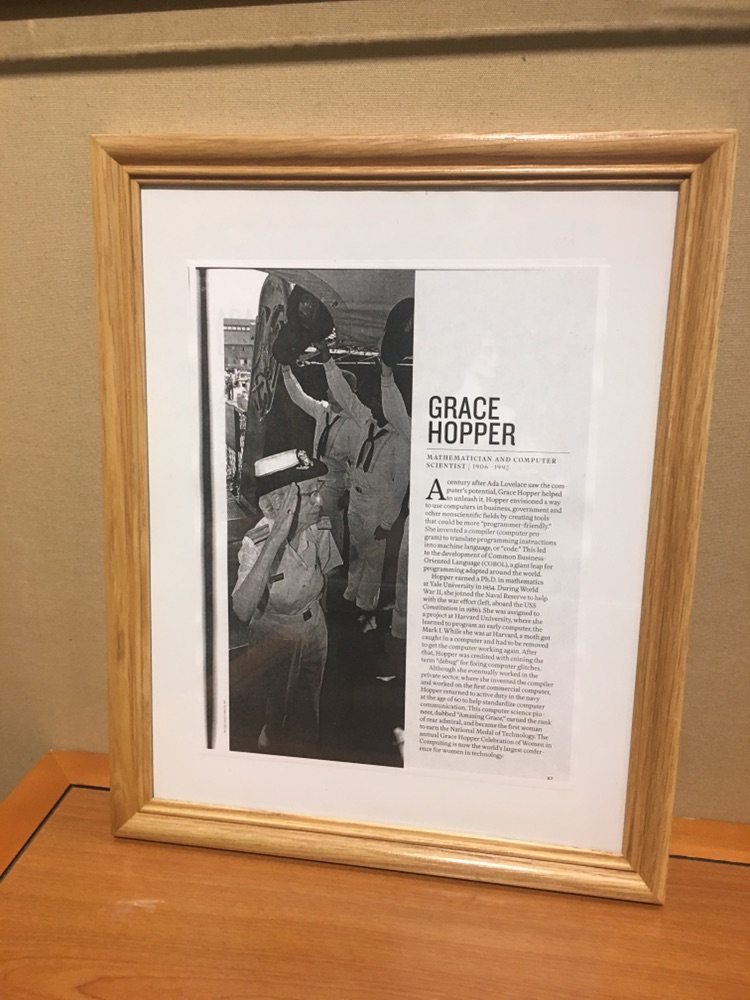 GRACE
HOPPER
MATHEMATICIAN AND COMPUTER
SCIENTIST | 1906–1992
A century after Ada Lovelace saw the com-
puter's potential, Grace Hopper helped
to unleash it. Hopper envisioned a way
to use computers in business, government and
other nonscientific fields by creating tools
that could be more "programmer-friendly."
She invented a compiler (computer pro-
gram) to translate programming instructions
into machine language, or "code." This led
to the development of Common Business-
Oriented Language (COBOL), a giant leap for
programming adapted around the world.
Hopper earned a Ph.D. in mathematics
at Yale University in 1934. During World
War II, she joined the Naval Reserve to help
with the war effort (left, aboard the USS
Constitution in 1986). She was assigned to
a project at Harvard University, where she
learned to program an early computer, the
Mark I. While she was at Harvard, a moth got
caught in a computer and had to be removed
to get the computer working again. After
that, Hopper was credited with coining the
term "debug" for fixing computer glitches.
Although she eventually worked in the
private sector, where she invented the compiler
and worked on the first commercial computer,
Hopper returned to active duty in the navy
at the age of 60 to help standardize computer
communication. This computer science pio-
neer, dubbed "Amazing Grace," earned the rank
of rear admiral, and became the first woman
to earn the National Medal of Technology. The
annual Grace Hopper Celebration of Women in
Computing is now the world's largest confer-
ence for women in technology.
67